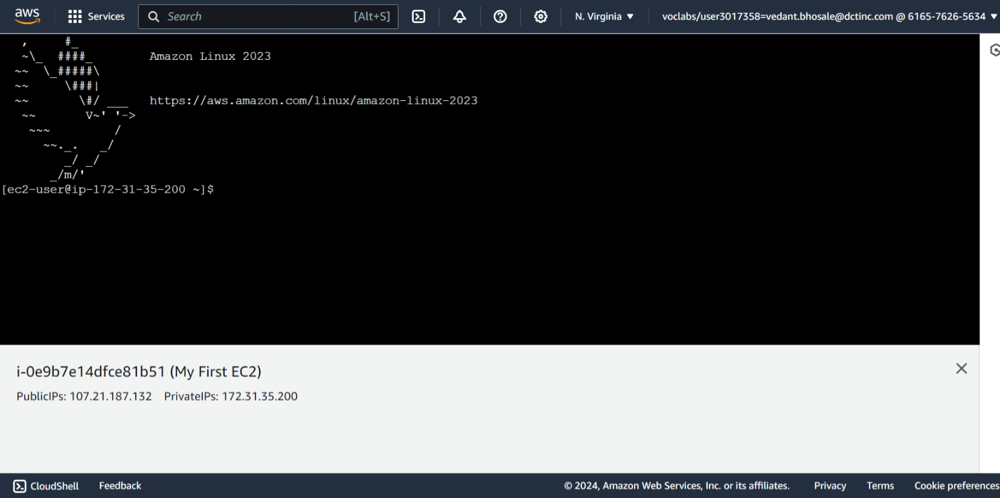 aws Services Search [Alt+S] N. Virginia ▼ voclabs/user3017358=vedant.bhosale@dctinc.com @ 6165-7626-5634 ▼
   ,     #_
   ~\_  ####_        Amazon Linux 2023
  ~~  \_#####\
  ~~     \###|
  ~~       \#/ ___   https://aws.amazon.com/linux/amazon-linux-2023
   ~~       V~' '->
    ~~~         /
      ~~._.   _/
         _/ _/
       _/m/'
[ec2-user@ip-172-31-35-200 ~]$
i-0e9b7e14dfce81b51 (My First EC2)
PublicIPs: 107.21.187.132 PrivateIPs: 172.31.35.200
CloudShell Feedback © 2024, Amazon Web Services, Inc. or its affiliates. Privacy Terms Cookie preferences